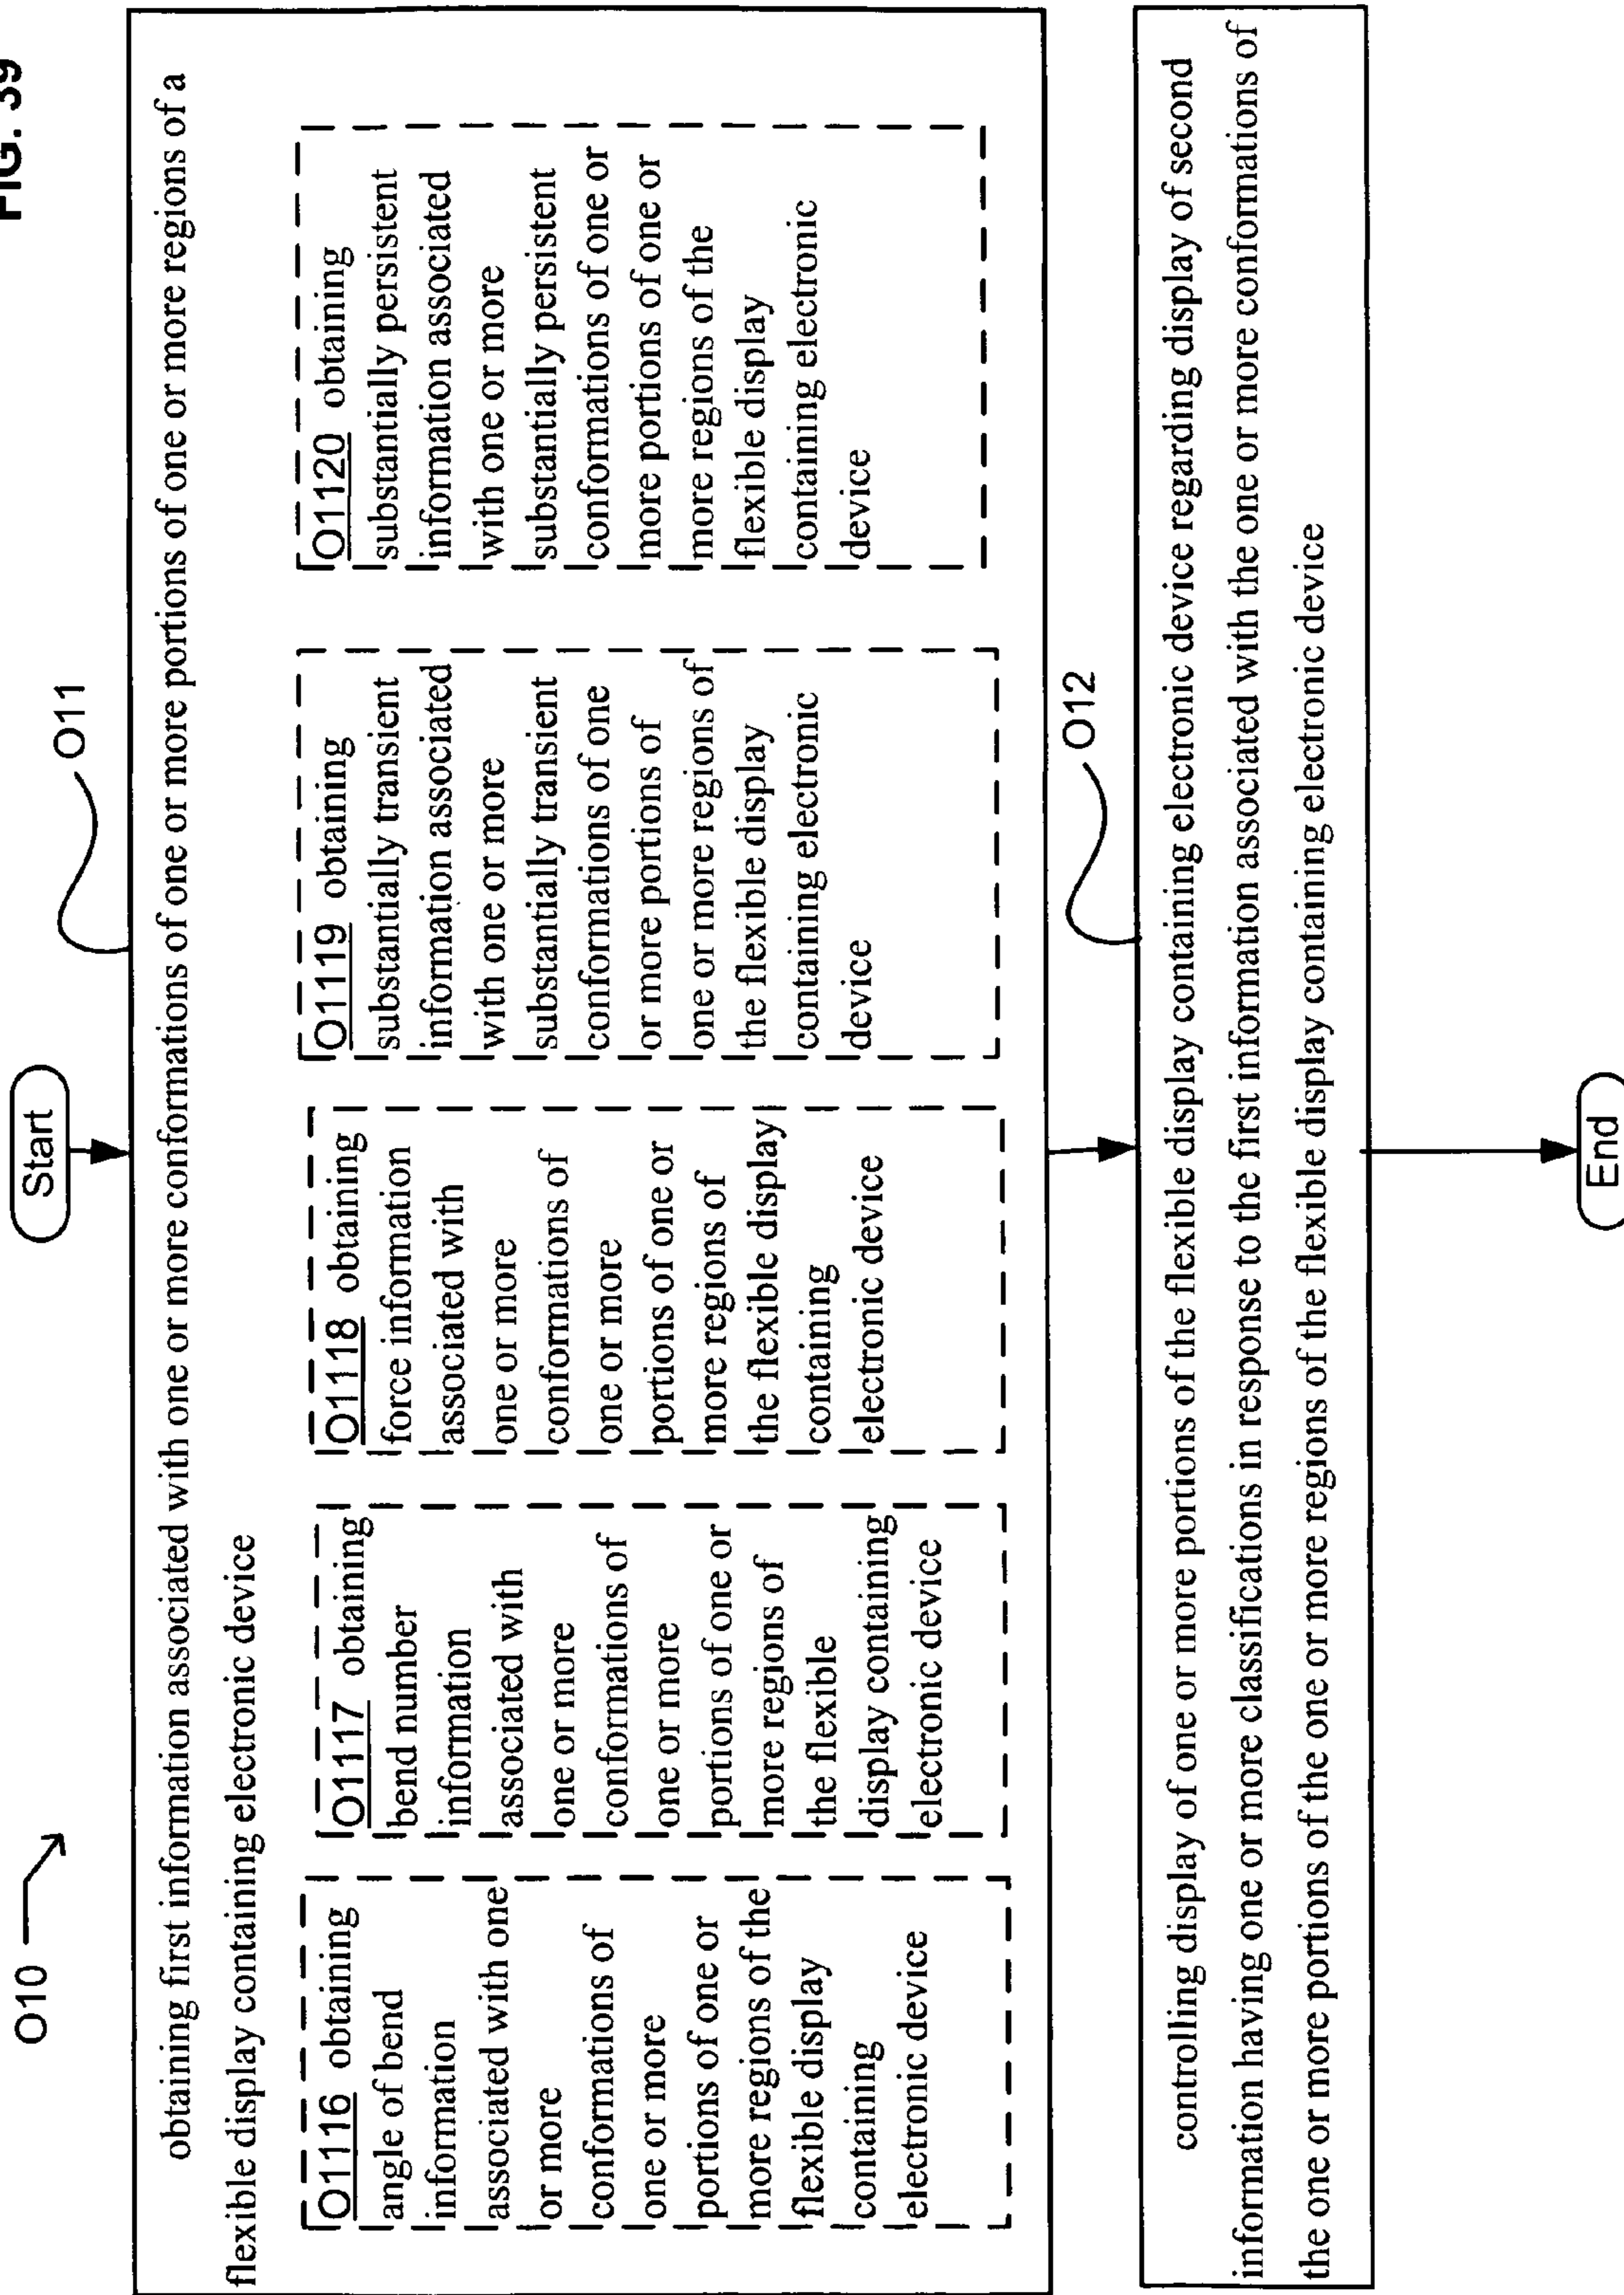 FIG. 39
O10
Start
O11
obtaining first information associated with one or more conformations of one or more portions of one or more regions of a
flexible display containing electronic device
O1116 obtaining
angle of bend
information
associated with one
or more
conformations of
one or more
portions of one or
more regions of the
flexible display
containing
electronic device
O1117 obtaining
bend number
information
associated with
one or more
conformations of
one or more
portions of one or
more regions of
the flexible
display containing
electronic device
O1118 obtaining
force information
associated with
one or more
conformations of
one or more
portions of one or
more regions of
the flexible display
containing
electronic device
O1119 obtaining
substantially transient
information associated
with one or more
substantially transient
conformations of one
or more portions of
one or more regions of
the flexible display
containing electronic
device
O1120 obtaining
substantially persistent
information associated
with one or more
substantially persistent
conformations of one or
more portions of one or
more regions of the
flexible display
containing electronic
device
O12
controlling display of one or more portions of the flexible display containing electronic device regarding display of second
information having one or more classifications in response to the first information associated with the one or more conformations of
the one or more portions of the one or more regions of the flexible display containing electronic device
End